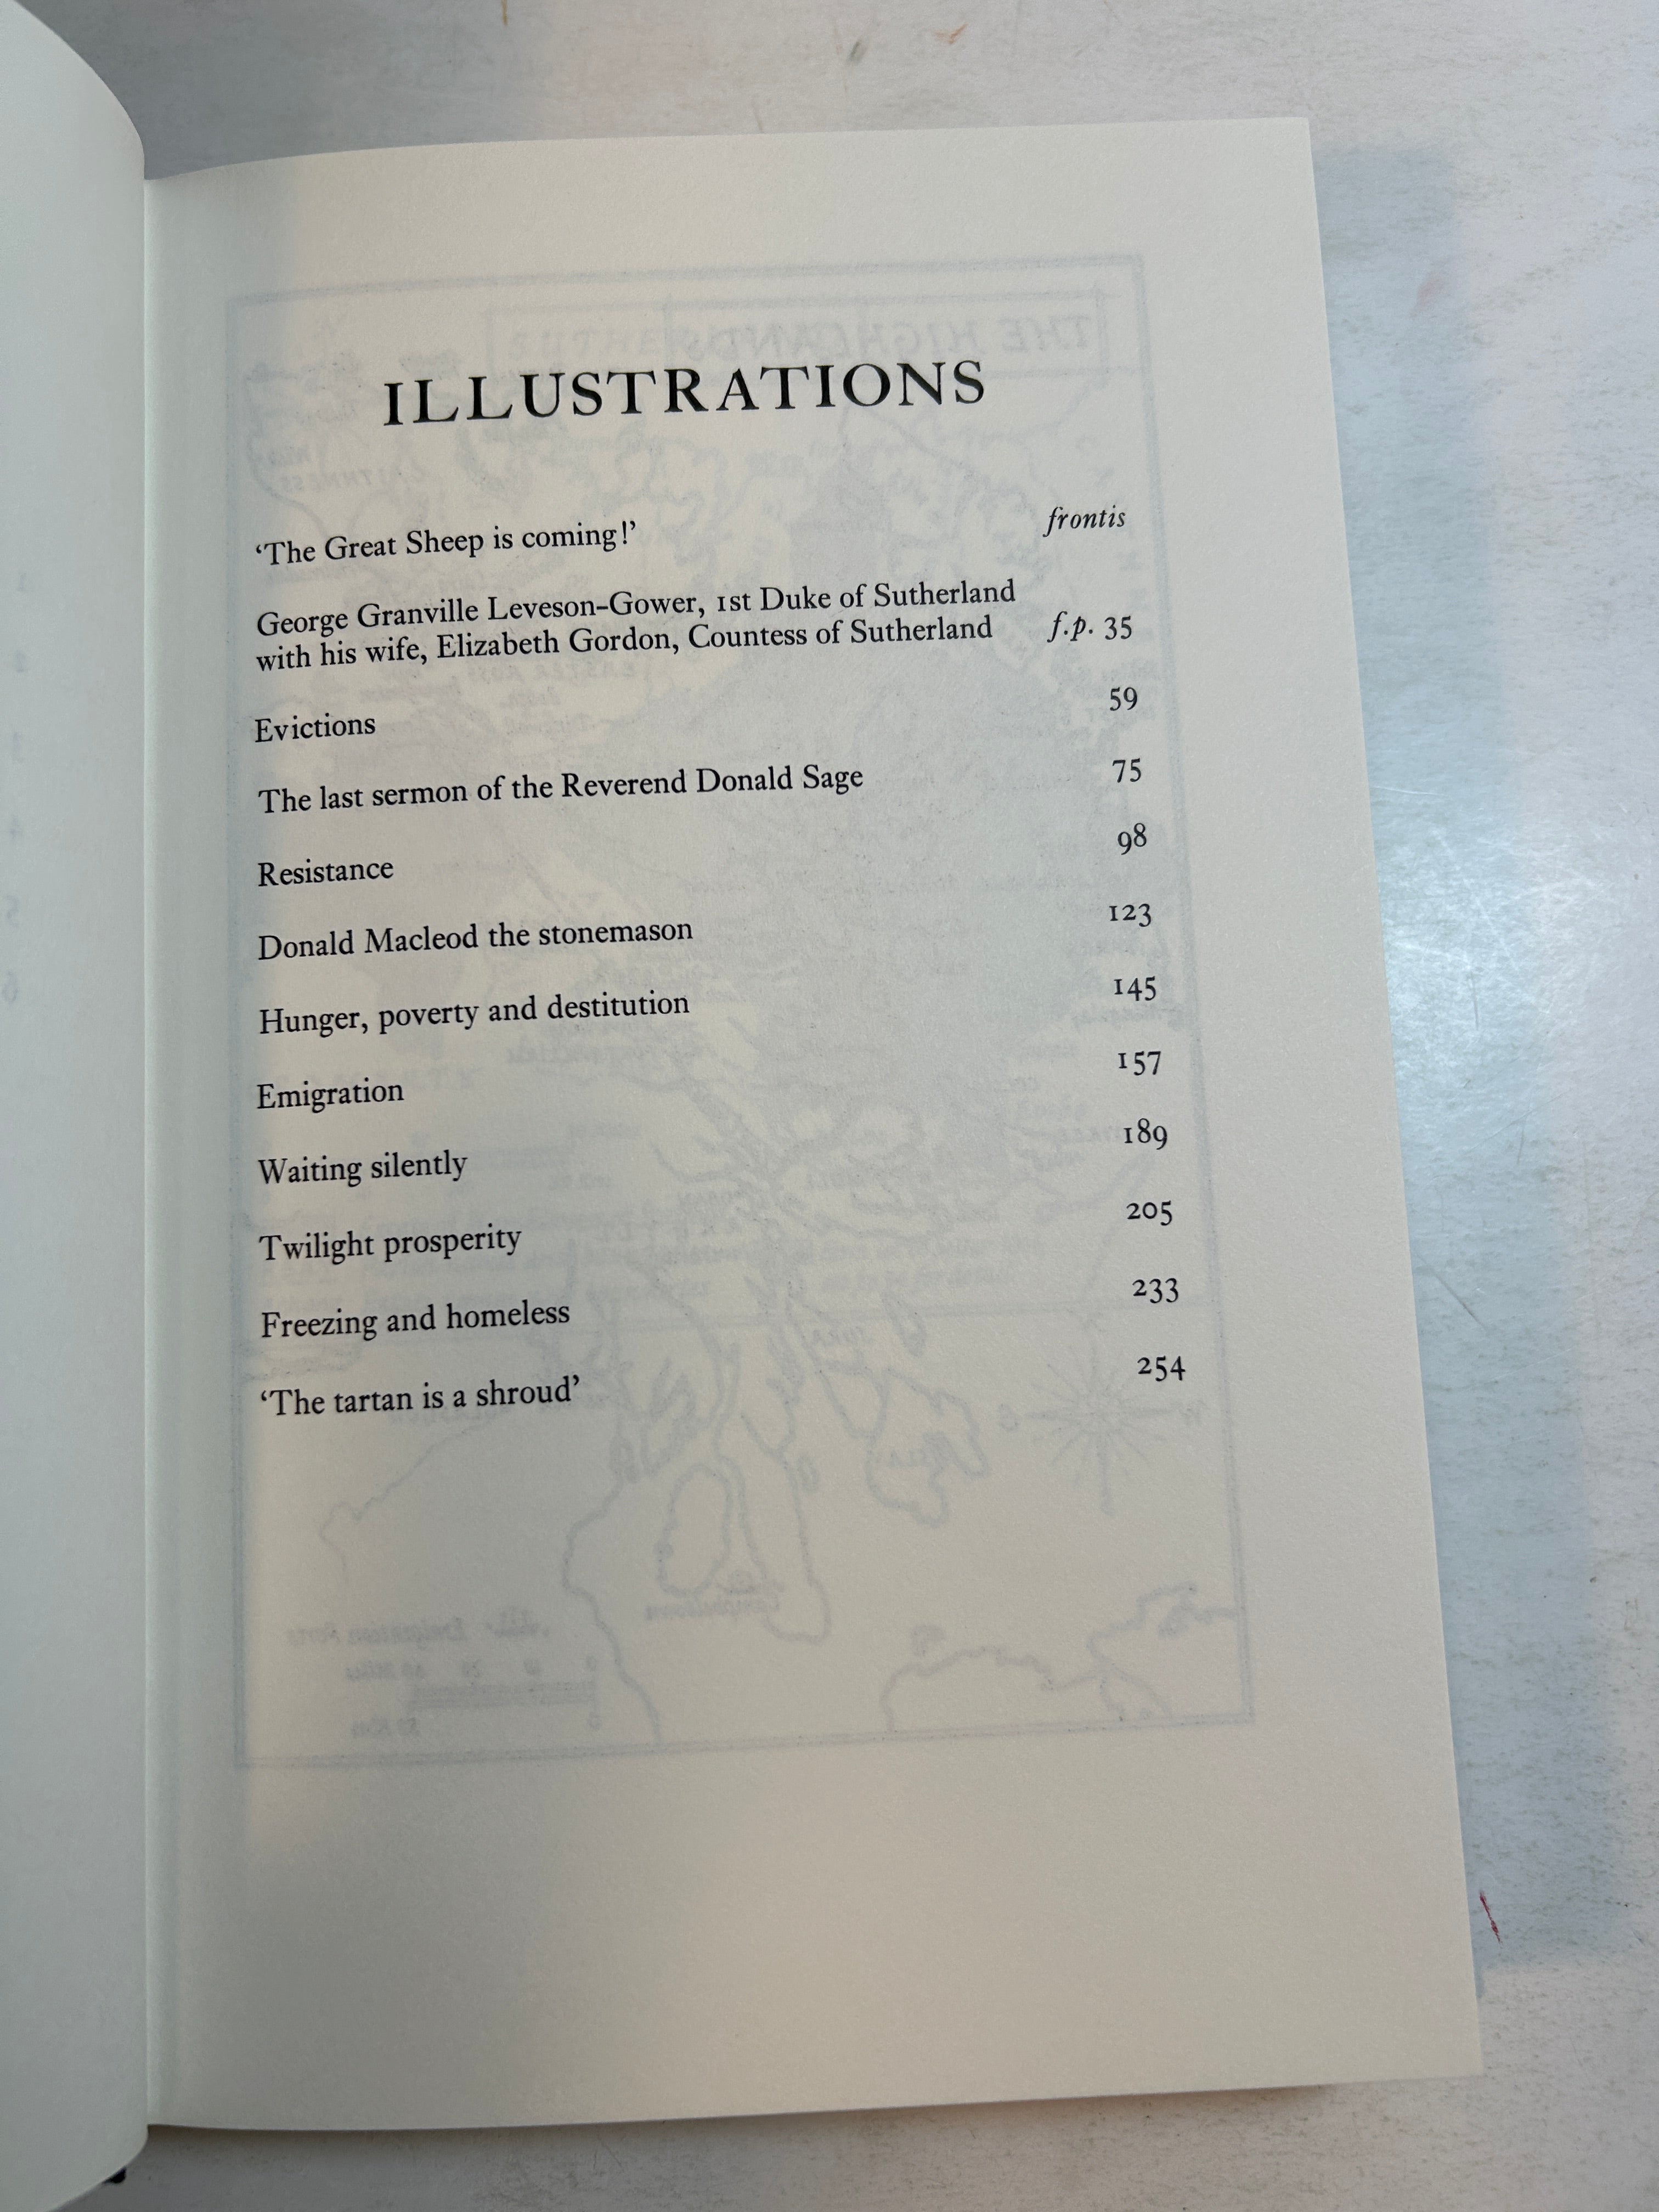 ILLUSTRATIONS
‘The Great Sheep is coming!’ frontis
George Granville Leveson-Gower, 1st Duke of Sutherland
with his wife, Elizabeth Gordon, Countess of Sutherland f.p. 35
Evictions 59
The last sermon of the Reverend Donald Sage 75
Resistance 98
Donald Macleod the stonemason 123
Hunger, poverty and destitution 145
Emigration 157
Waiting silently 189
Twilight prosperity 205
Freezing and homeless 233
‘The tartan is a shroud’ 254